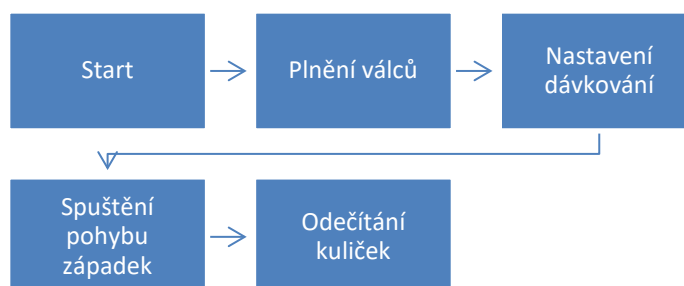 Start
Plnění válců
Nastavení
dávkování
Spuštění
pohybu
západek
Odečítání
kuliček